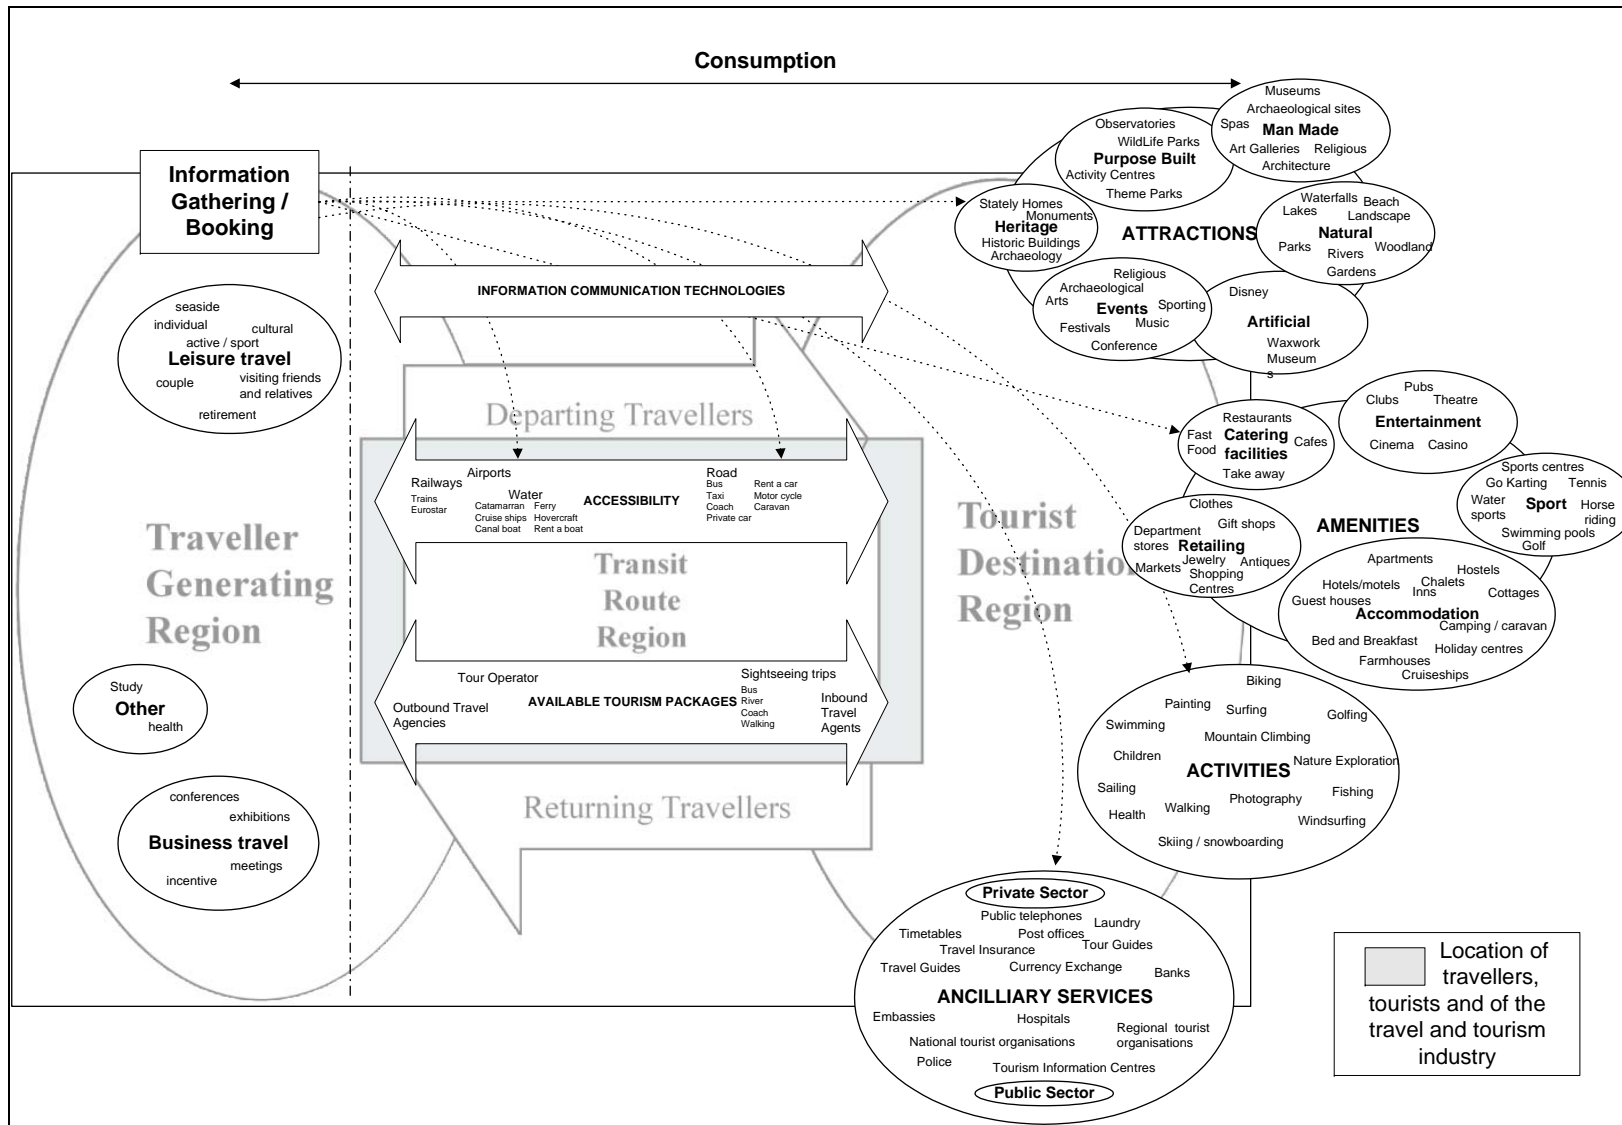 Consumption
Information
Gathering /
Booking
seaside
individual
cultural
active / sport
Leisure travel
couple
visiting friends
and relatives
retirement
Traveller
Generating
Region
Study
Other
health
conferences
exhibitions
Business travel
meetings
incentive
INFORMATION COMMUNICATION TECHNOLOGIES
Departing Travellers
Airports
Railways
Trains
Eurostar
Water
Catamarran
Cruise ships
Canal boat
Ferry
Hovercraft
Rent a boat
ACCESSIBILITY
Road
Bus
Taxi
Coach
Private car
Rent a car
Motor cycle
Caravan
Transit
Route
Region
Tour Operator
Outbound Travel
Agencies
AVAILABLE TOURISM PACKAGES
Sightseeing trips
Bus
River
Coach
Walking
Inbound
Travel
Agents
Returning Travellers
Tourist
Destination
Region
Observatories
WildLife Parks
Purpose Built
Activity Centres
Theme Parks
Museums
Archaeological sites
Spas
Man Made
Art Galleries
Religious
Architecture
Stately Homes
Monuments
Heritage
Historic Buildings
Archaeology
ATTRACTIONS
Waterfalls
Beach
Lakes
Landscape
Natural
Parks
Woodland
Rivers
Gardens
Religious
Archaeological
Arts
Events
Sporting
Festivals
Music
Conference
Disney
Artificial
Waxwork
Museum
s
Restaurants
Fast
Food
Catering
facilities
Cafes
Take away
Pubs
Clubs
Theatre
Entertainment
Cinema
Casino
Sports centres
Go Karting
Tennis
Water
sports
Sport
Horse
riding
Swimming pools
Golf
Clothes
Gift shops
Department
stores
Retailing
Jewelry
Antiques
Markets
Shopping
Centres
AMENITIES
Apartments
Hostels
Hotels/motels
Chalets
Inns
Cottages
Guest houses
Accommodation
Camping / caravan
Bed and Breakfast
Holiday centres
Farmhouses
Cruiseships
Biking
Painting
Surfing
Golfing
Swimming
Mountain Climbing
Children
Nature Exploration
ACTIVITIES
Sailing
Fishing
Photography
Health
Walking
Windsurfing
Skiing / snowboarding
Private Sector
Public telephones
Laundry
Timetables
Post offices
Travel Insurance
Tour Guides
Travel Guides
Currency Exchange
Banks
ANCILLIARY SERVICES
Embassies
Hospitals
Regional tourist
organisations
National tourist organisations
Police
Tourism Information Centres
Public Sector
Location of
travellers,
tourists and of the
travel and tourism
industry